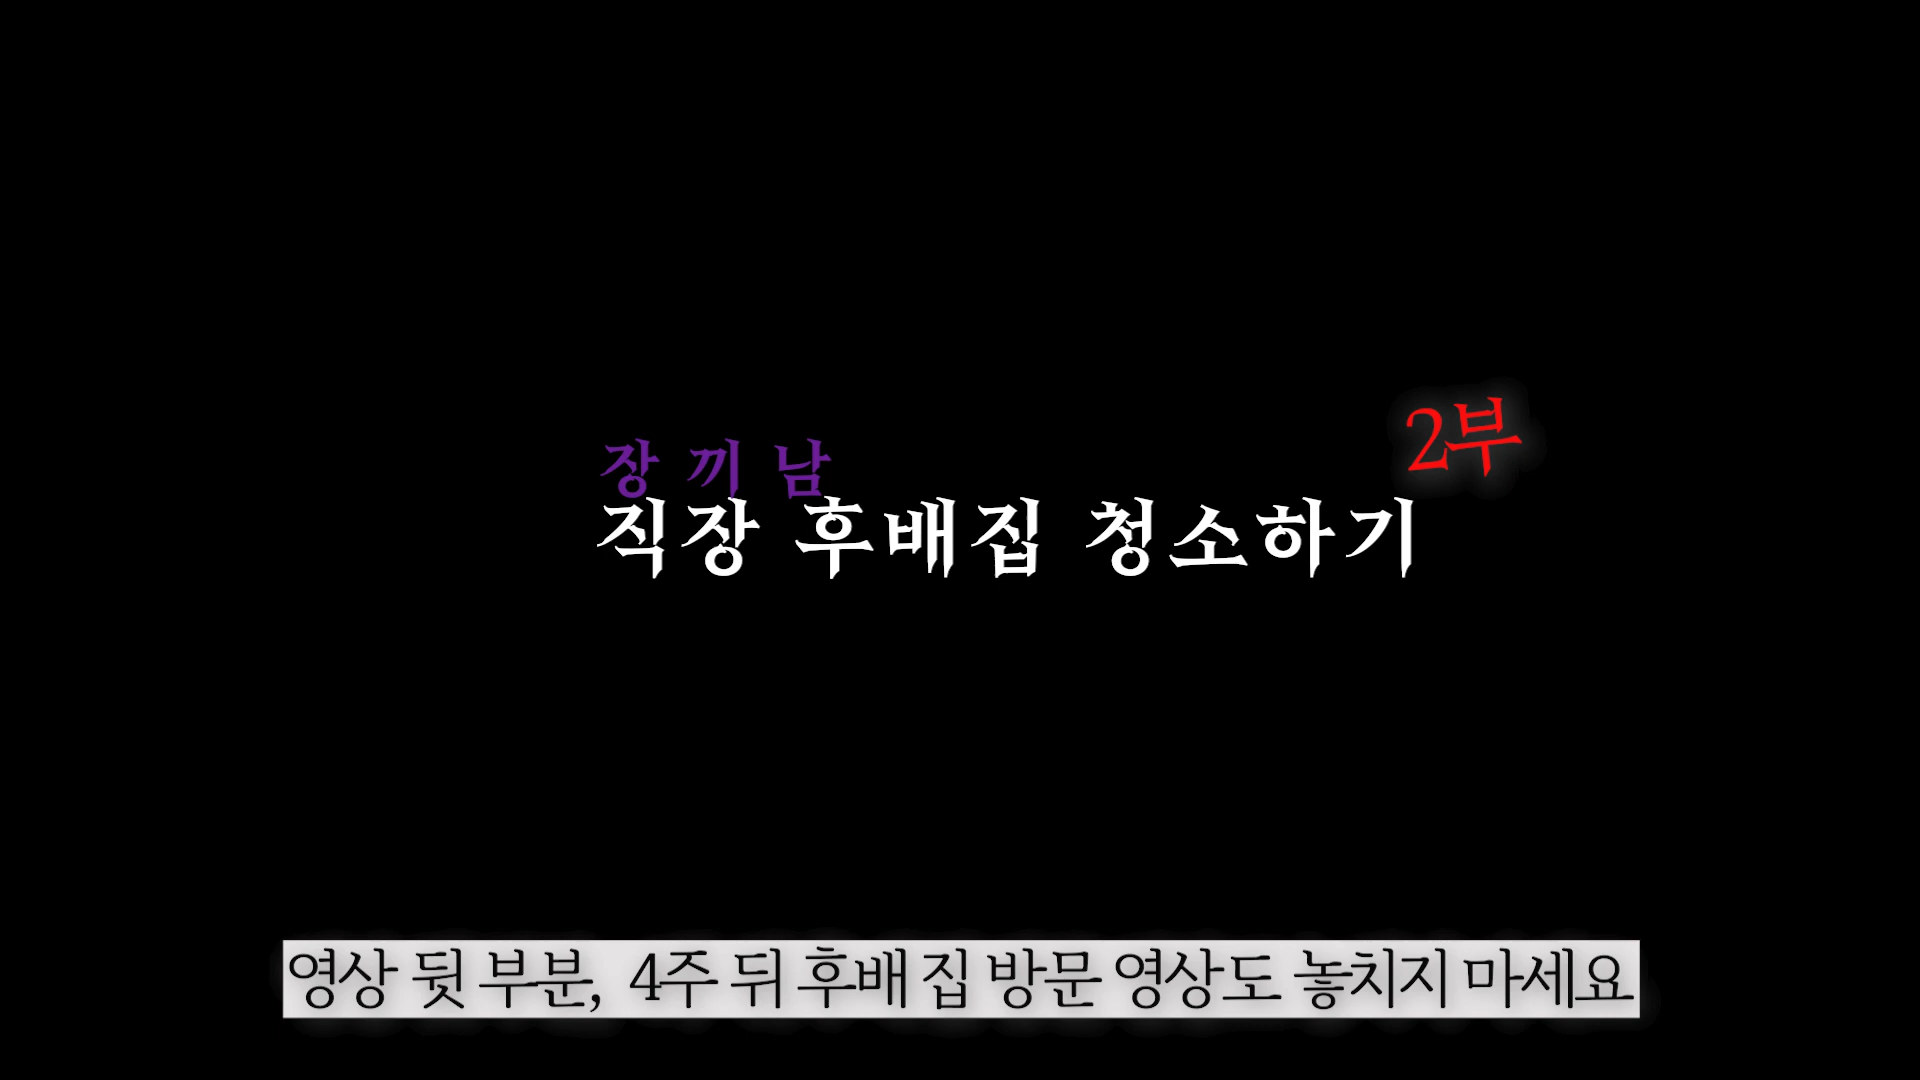 2부
장 끼 남
직장 후배집 청소하기
영상 뒷 부분, 4주 뒤 후배 집 방문 영상도 놓치지 마세요